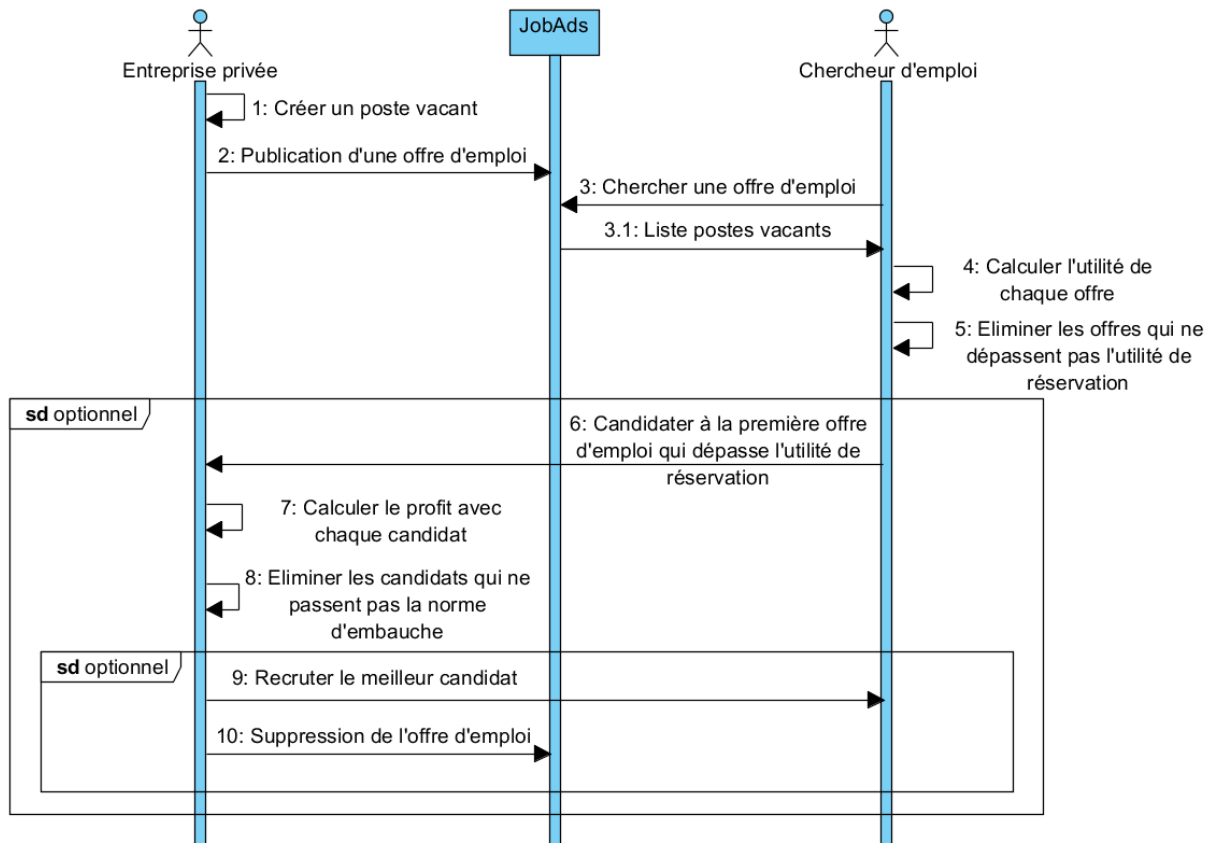 JobAds
Entreprise privée
Chercheur d'emploi
1: Créer un poste vacant
2: Publication d'une offre d'emploi
3: Chercher une offre d'emploi
3.1: Liste postes vacants
4: Calculer l'utilité de
chaque offre
5: Eliminer les offres qui ne
dépassent pas l'utilité de
réservation
sd optionnel
6: Candidater à la première offre
d'emploi qui dépasse l'utilité de
réservation
7: Calculer le profit avec
chaque candidat
8: Eliminer les candidats qui ne
passent pas la norme
d'embauche
sd optionnel
9: Recruter le meilleur candidat
10: Suppression de l'offre d'emploi